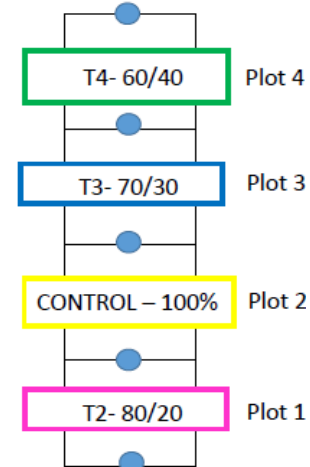 T4- 60/40 Plot 4
T3- 70/30 Plot 3
CONTROL – 100% Plot 2
T2- 80/20 Plot 1